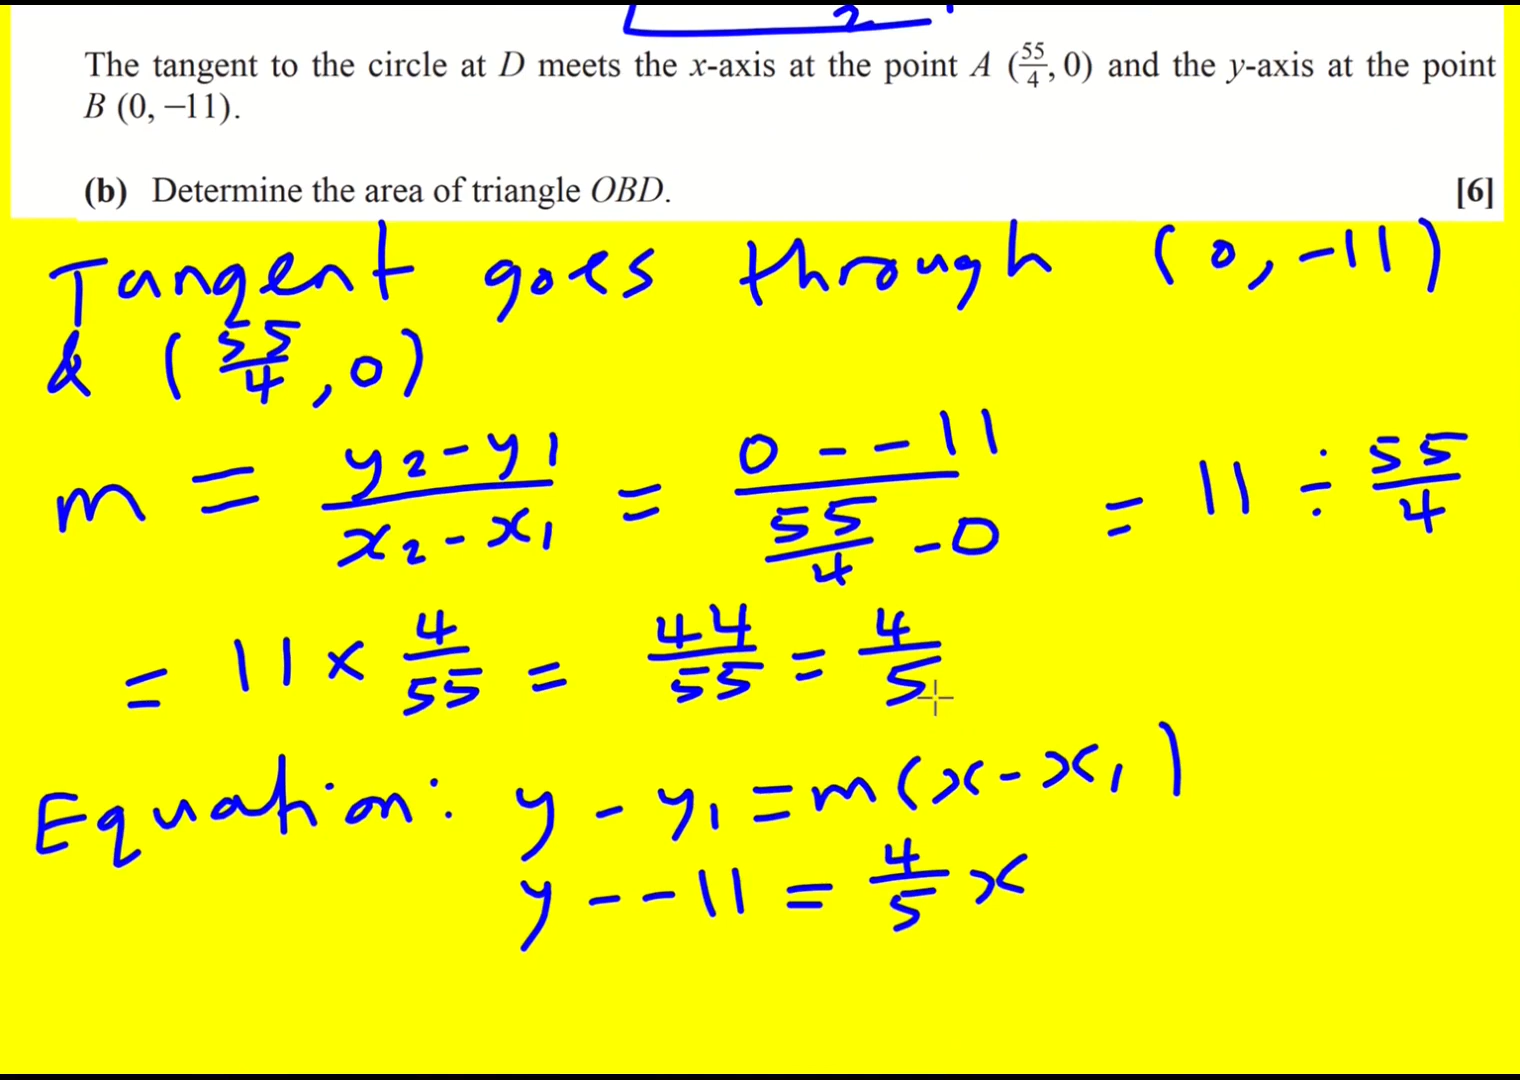 2
The tangent to the circle at D meets the x-axis at the point A (55/4, 0) and the y-axis at the point
B (0, −11).
(b) Determine the area of triangle OBD. [6]
Tangent goes through (0, -11)
& (55/4, 0)
m = (y2-y1)/(x2-x1) = (0--11)/(55/4 -0) = 11 ÷ 55/4
= 11 × 4/55 = 44/55 = 4/5
Equation: y - y1 = m(x - x1)
y - -11 = 4/5 x